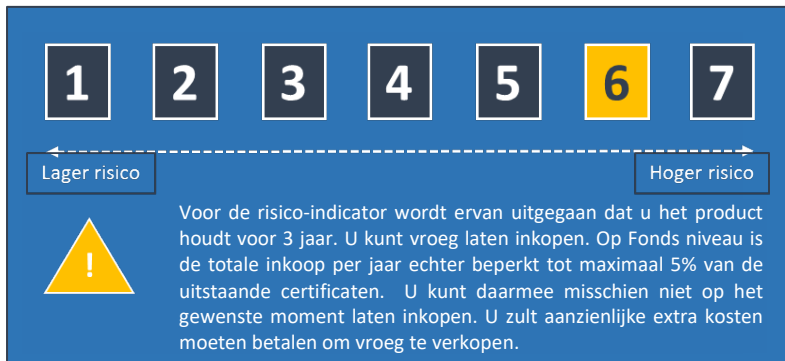 1 2 3 4 5 6 7
Lager risico Hoger risico
!
Voor de risico-indicator wordt ervan uitgegaan dat u het product
houdt voor 3 jaar. U kunt vroeg laten inkopen. Op Fonds niveau is
de totale inkoop per jaar echter beperkt tot maximaal 5% van de
uitstaande certificaten. U kunt daarmee misschien niet op het
gewenste moment laten inkopen. U zult aanzienlijke extra kosten
moeten betalen om vroeg te verkopen.